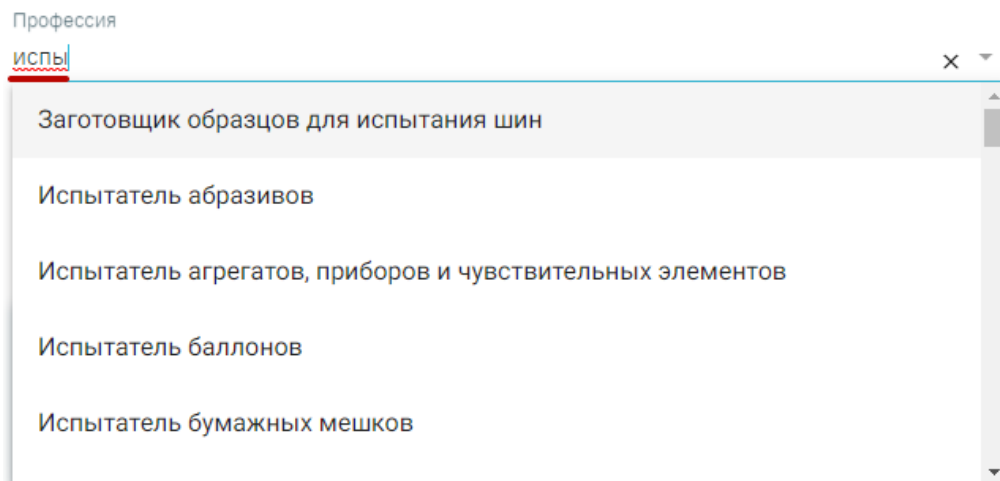 Профессия
испы
Заготовщик образцов для испытания шин
Испытатель абразивов
Испытатель агрегатов, приборов и чувствительных элементов
Испытатель баллонов
Испытатель бумажных мешков